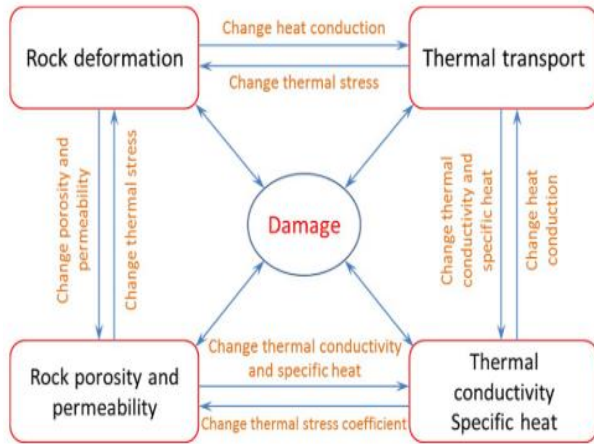 Rock deformation
Change heat conduction
Change thermal stress
Thermal transport
Change porosity and
permeability
Change thermal stress
Damage
Change thermal
conductivity and
specific heat
Change heat
conduction
Rock porosity and
permeability
Change thermal conductivity
and specific heat
Change thermal stress coefficient
Thermal
conductivity
Specific heat